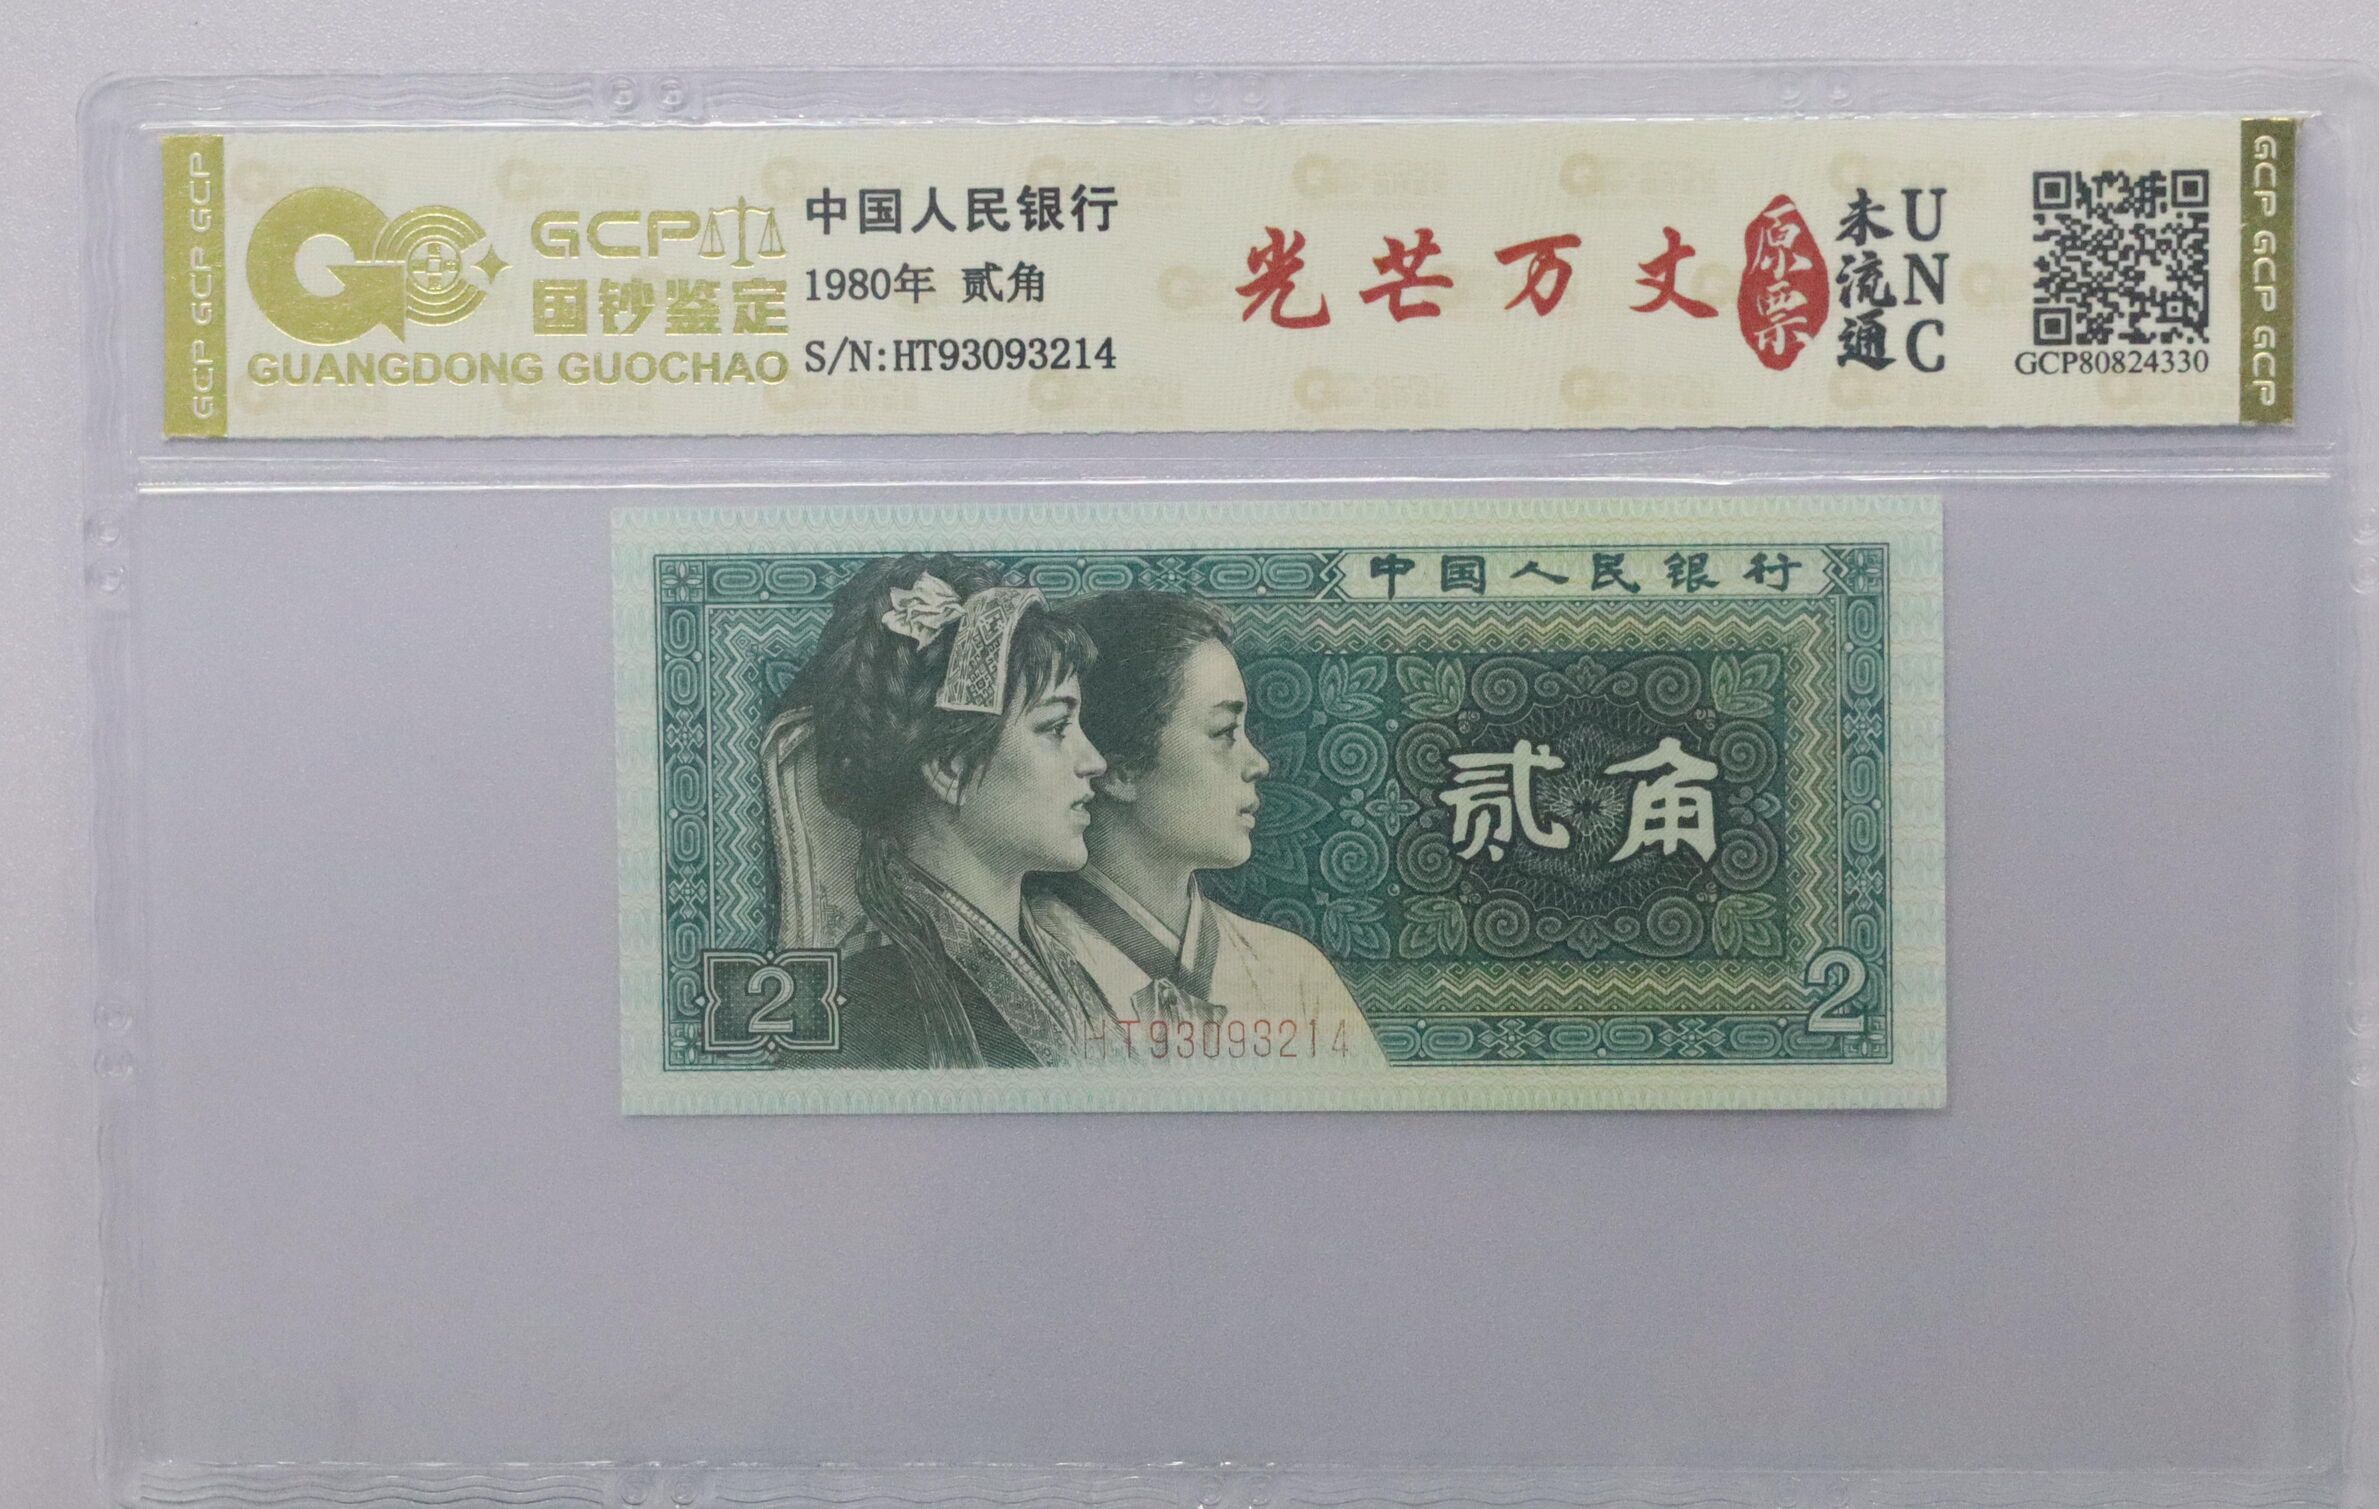 GCP GCP GCP
GCP
国钞鉴定
GUANGDONG GUOCHAO
中国人民银行
1980年 贰角
S/N:HT93093214
光芒万丈
原票
未流通
UNC
GCP80824330
GCP GCP GCP
中国人民银行
贰角
2
2
HT93093214